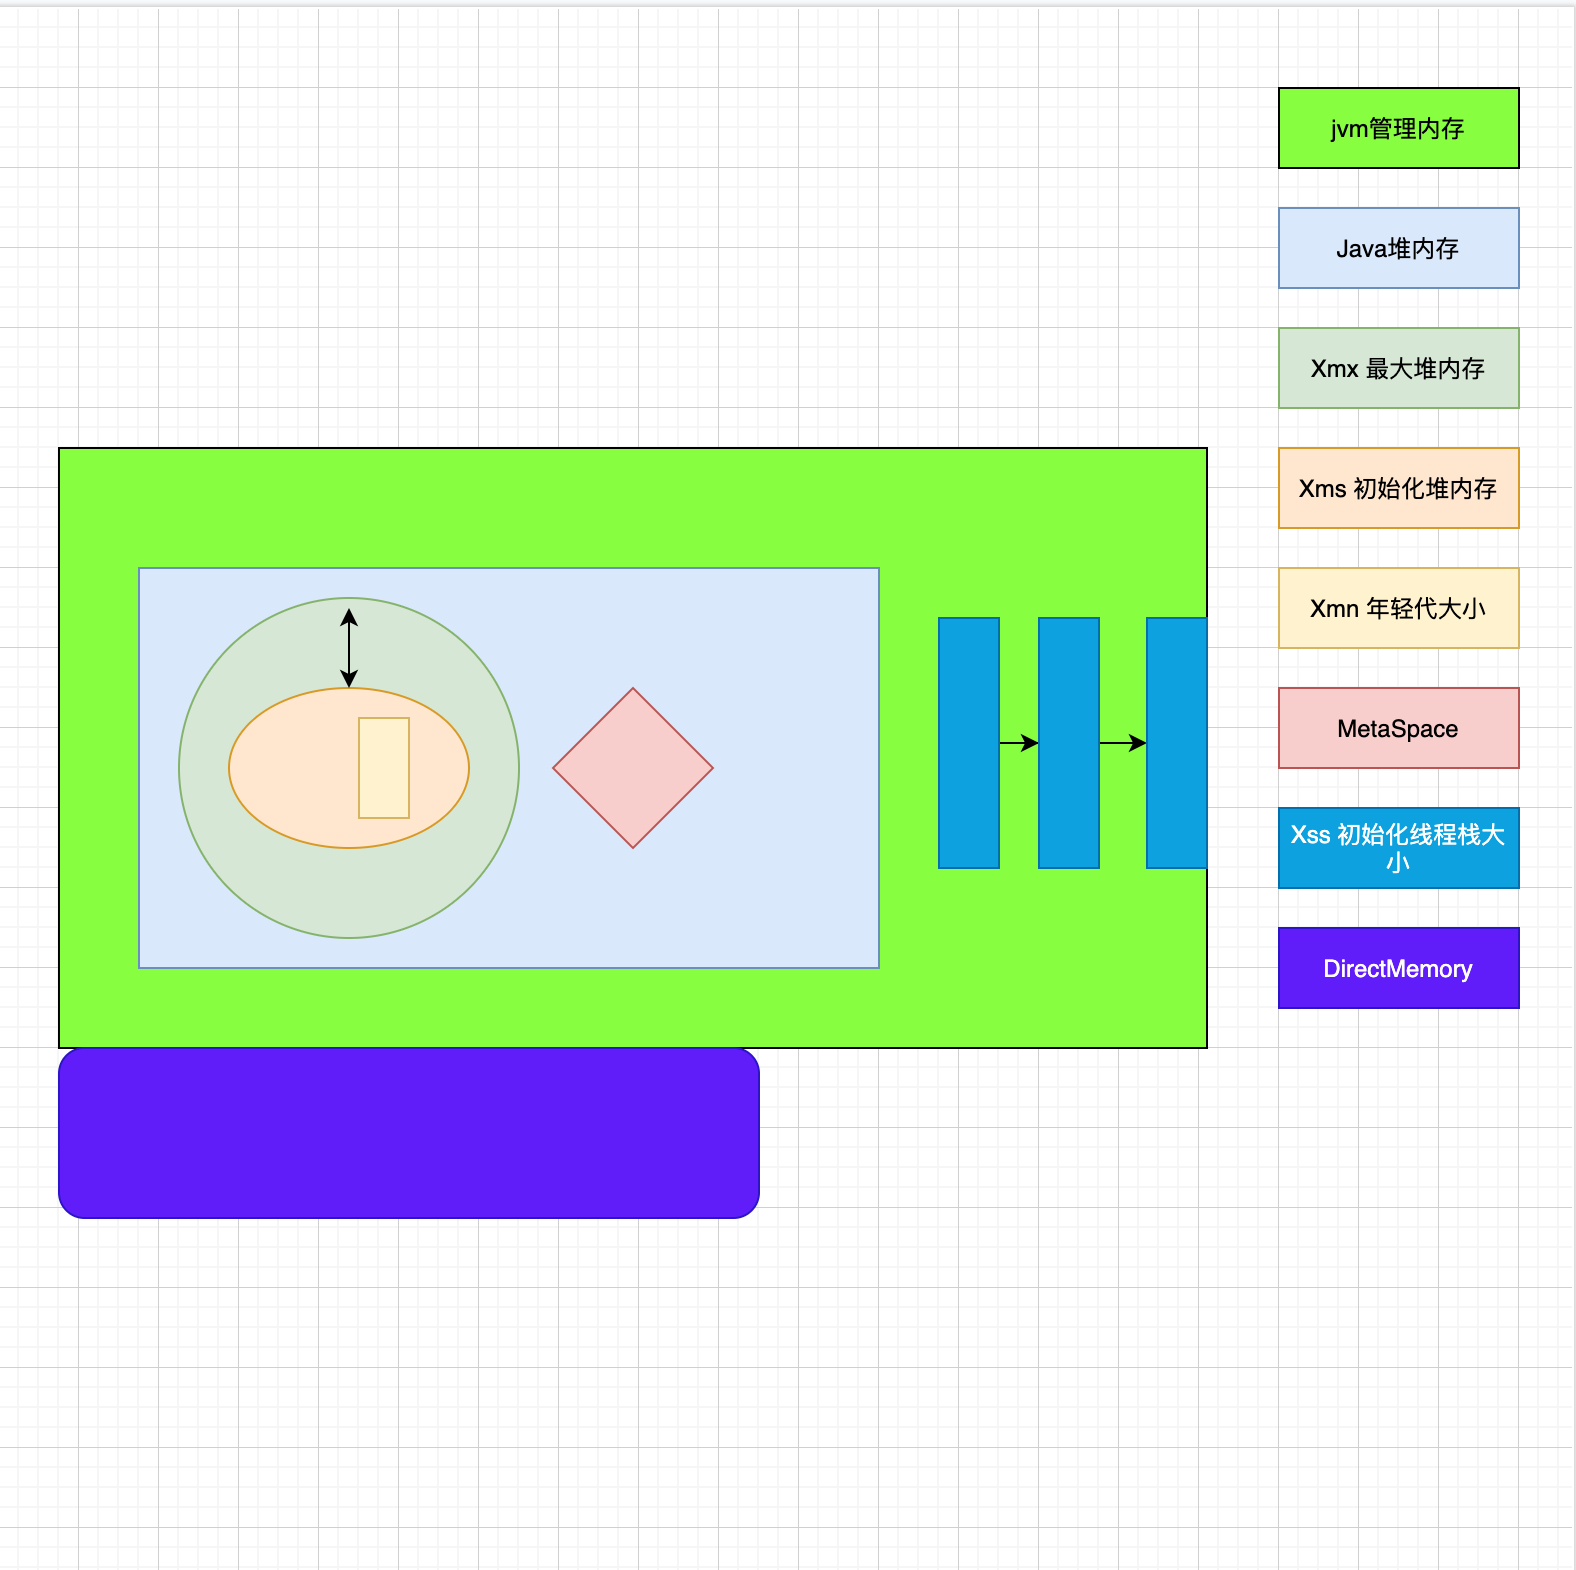 jvm管理内存
Java堆内存
Xmx 最大堆内存
Xms 初始化堆内存
Xmn 年轻代大小
MetaSpace
Xss 初始化线程栈大
小
DirectMemory